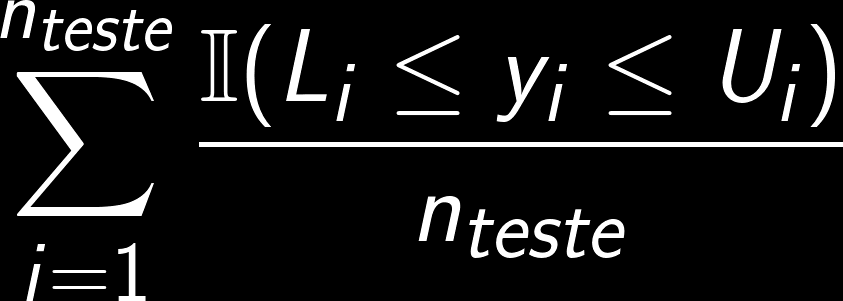 n_teste
∑ 𝕀(L_i ≤ y_i ≤ U_i)
n_teste
i=1